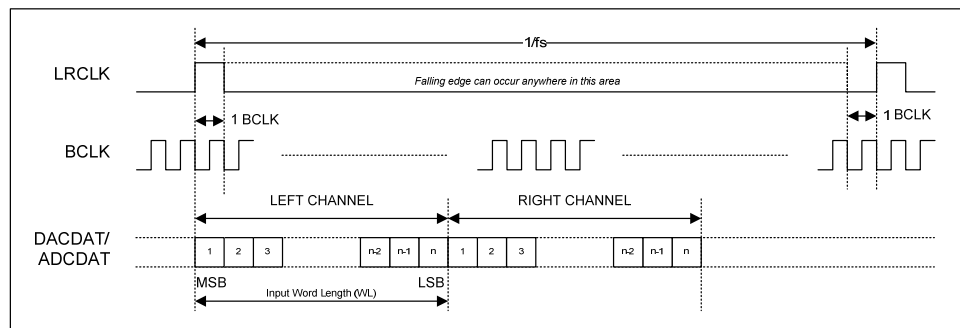 1/fs
LRCLK
Falling edge can occur anywhere in this area
1 BCLK
1 BCLK
BCLK
LEFT CHANNEL
RIGHT CHANNEL
DACDAT/
ADCDAT
1 2 3 n-2 n-1 n 1 2 3 n-2 n-1 n
MSB
LSB
Input Word Length (WL)